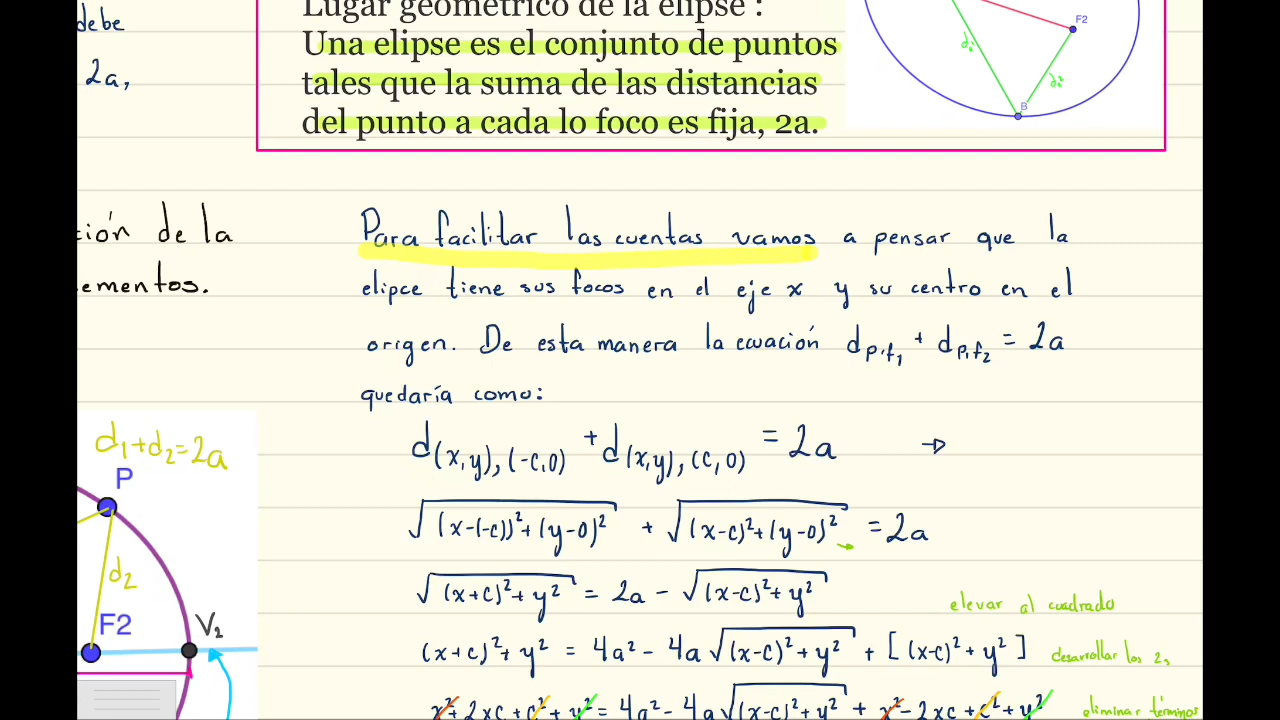 debe
2a,
Lugar geométrico de la elipse :
Una elipse es el conjunto de puntos
tales que la suma de las distancias
del punto a cada lo foco es fija, 2a.
F2
d₁'
d₂'
B
ción de la
ementos.
Para facilitar las cuentas vamos a pensar que la
elipce tiene sus focos en el eje x y su centro en el
origen. De esta manera la ecuación d_{P,f₁} + d_{P,f₂} = 2a
quedaría como:
d_{(x,y),(-c,0)} + d_{(x,y),(c,0)} = 2a →
√((x-(-c))²+(y-0)²) + √((x-c)²+(y-0)²) = 2a
√((x+c)²+y²) = 2a - √((x-c)²+y²)
elevar al cuadrado
(x+c)²+y² = 4a² - 4a√((x-c)²+y²) + [(x-c)²+y²]
desarrollar los 2,
x²+2xc+c²+y² = 4a² - 4a√((x-c)²+y²) + x²-2xc+c²+y²
eliminar términos
d₁+d₂=2a
P
d₂
F2
V₂